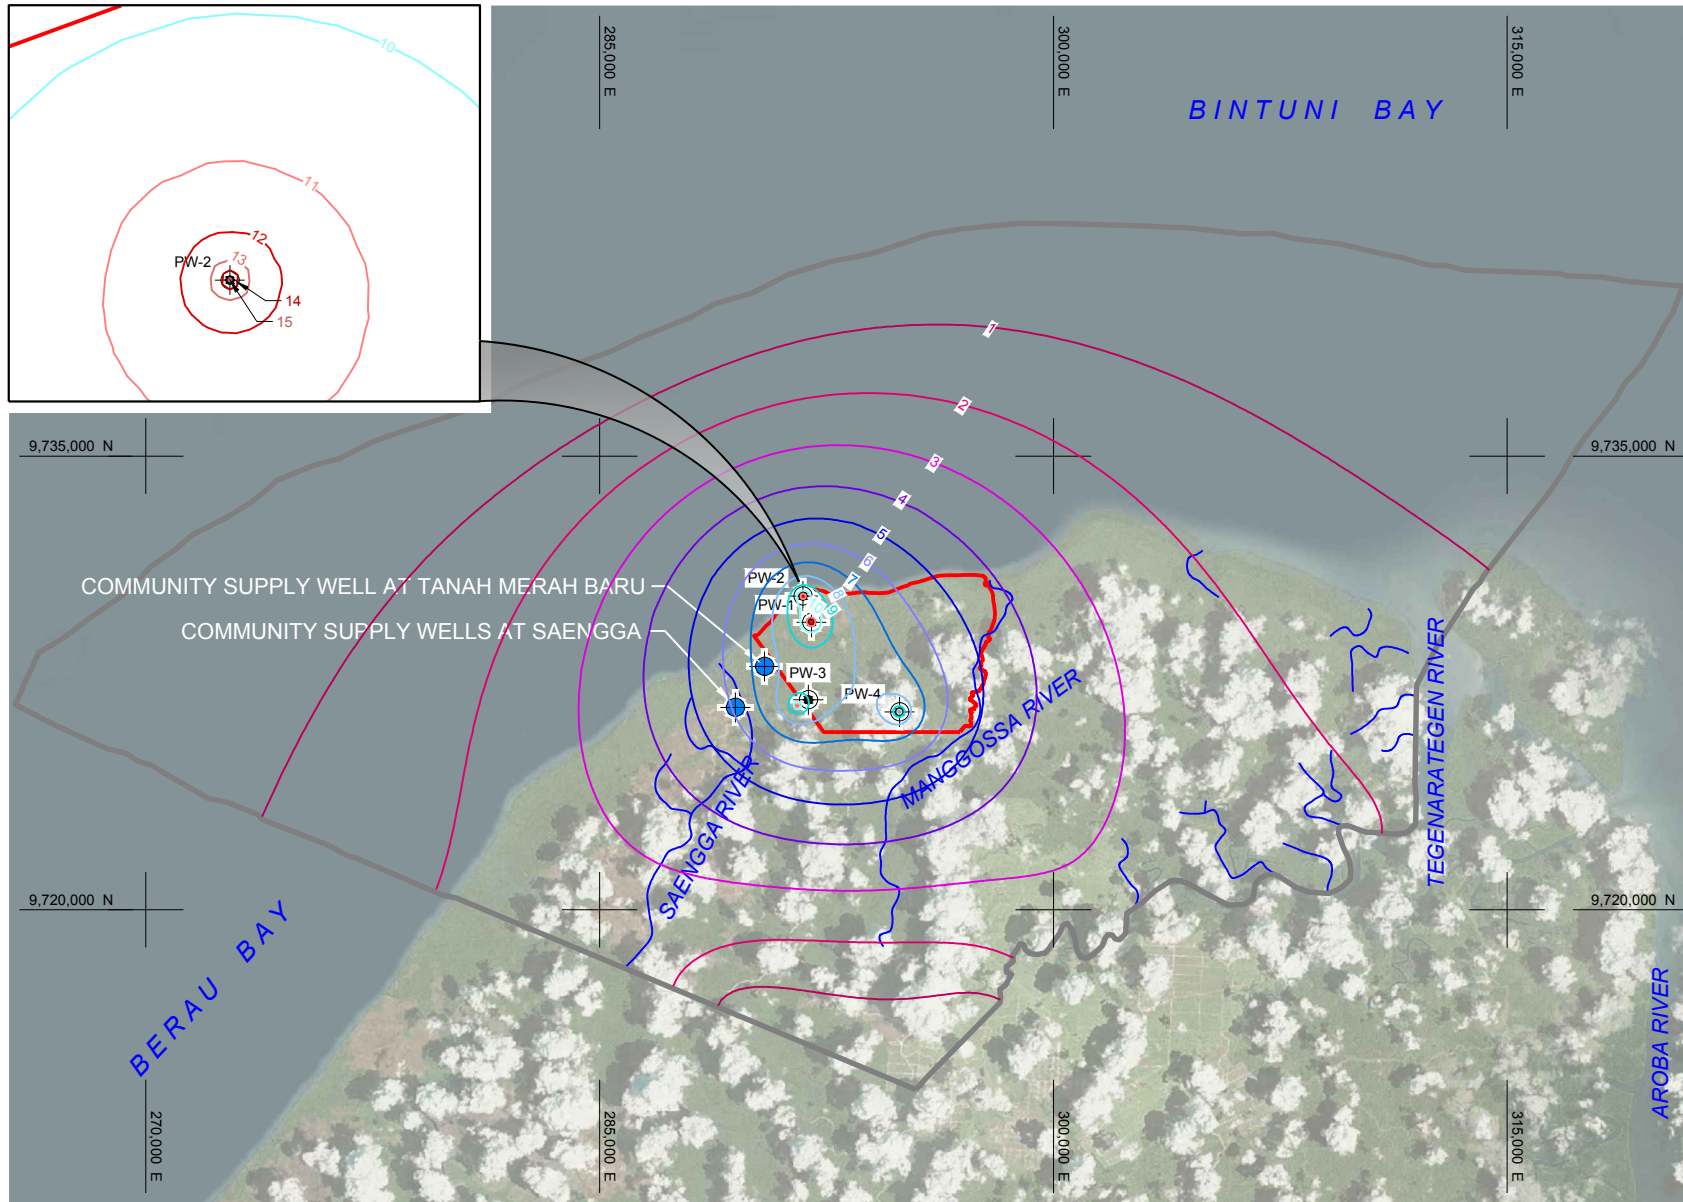 10
11
12
13
PW-2
14
15
285,000 E
300,000 E
315,000 E
BINTUNI BAY
1
2
3
4
5
6
7
8
9
10
9,735,000 N
9,735,000 N
COMMUNITY SUPPLY WELL AT TANAH MERAH BARU
COMMUNITY SUPPLY WELLS AT SAENGGA
PW-2
PW-1
PW-3
PW-4
MANGGOSSA RIVER
SAENGGA RIVER
TEGENARATEGEN RIVER
9,720,000 N
9,720,000 N
BERAU BAY
AROBA RIVER
270,000 E
285,000 E
300,000 E
315,000 E